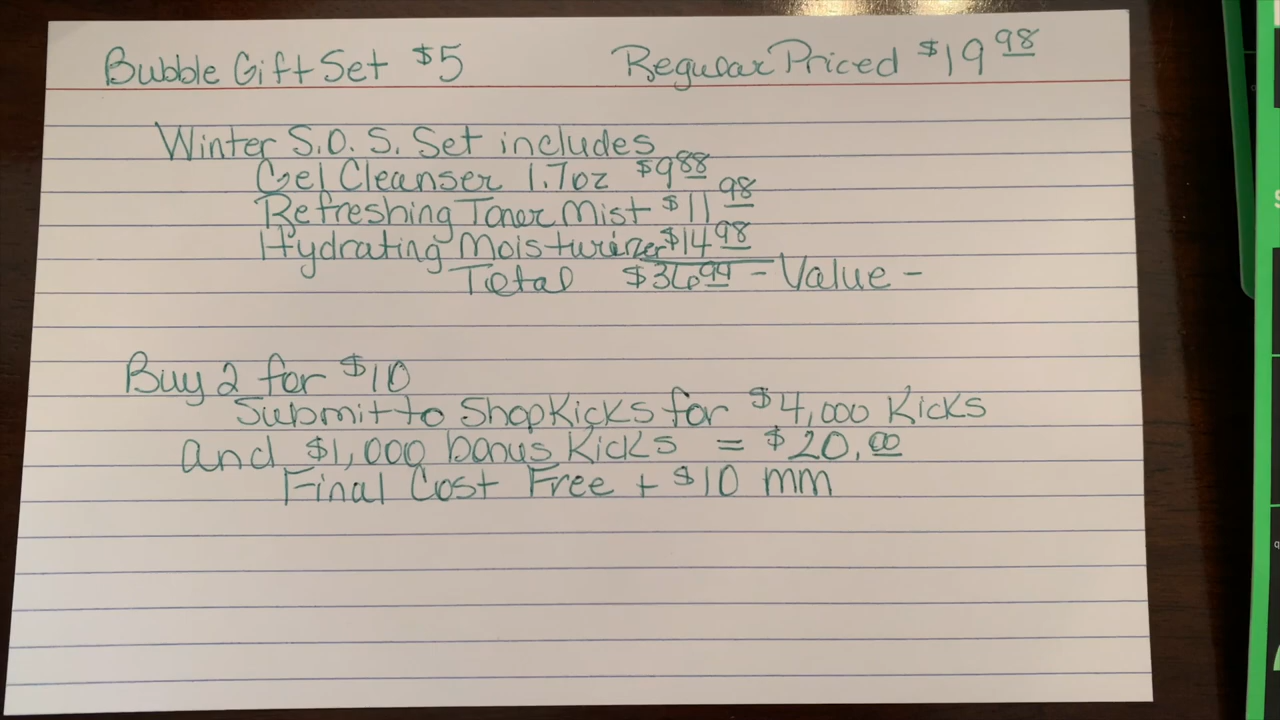 Bubble Gift Set $5 Regular Priced $19 98
Winter S.O.S. Set includes
Gel Cleanser 1.7oz $9 88
Refreshing Toner Mist $11 98
Hydrating Moisturizer $14 98
Total $36 94 - Value -
Buy 2 for $10
Submit to ShopKicks for $4,000 Kicks
and $1,000 bonus Kicks = $20.00
Final Cost Free + $10 mm